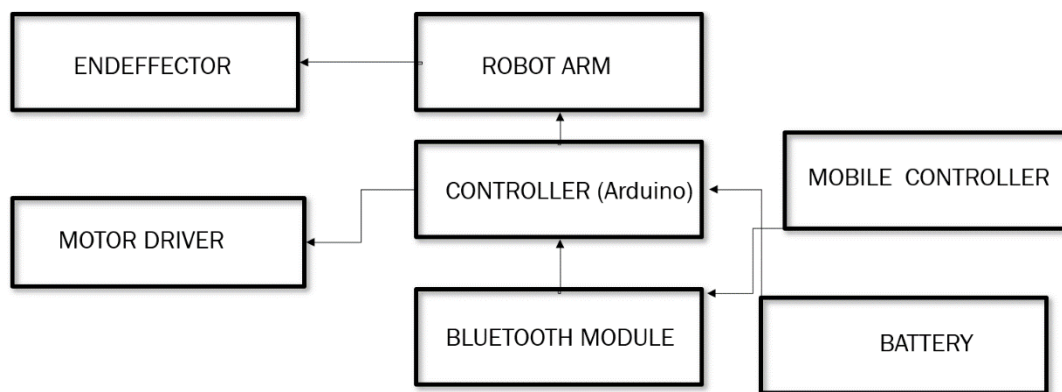 ENDEFFECTOR
ROBOT ARM
CONTROLLER (Arduino)
MOBILE CONTROLLER
MOTOR DRIVER
BLUETOOTH MODULE
BATTERY